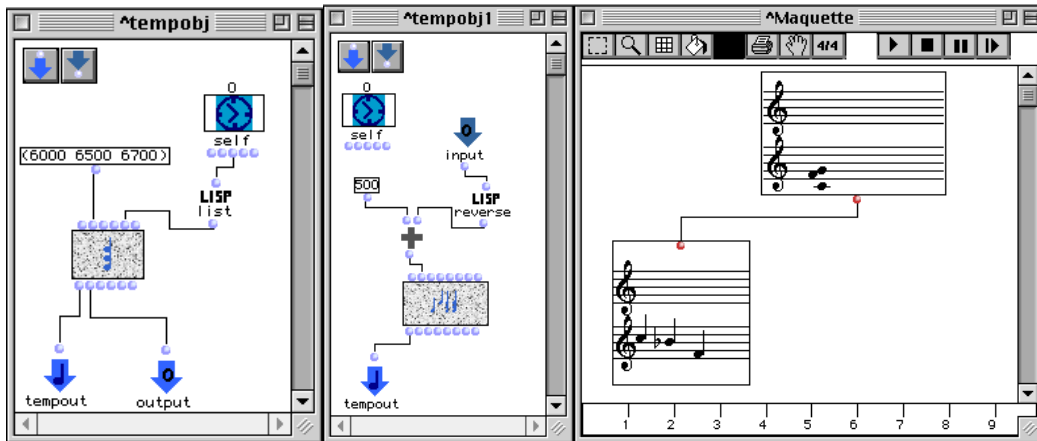 ^tempobj
0
self
(6000 6500 6700)
LISP
list
tempout
output
o
^tempobj1
0
self
o
input
500
LISP
reverse
tempout
^Maquette
4/4
1 2 3 4 5 6 7 8 9